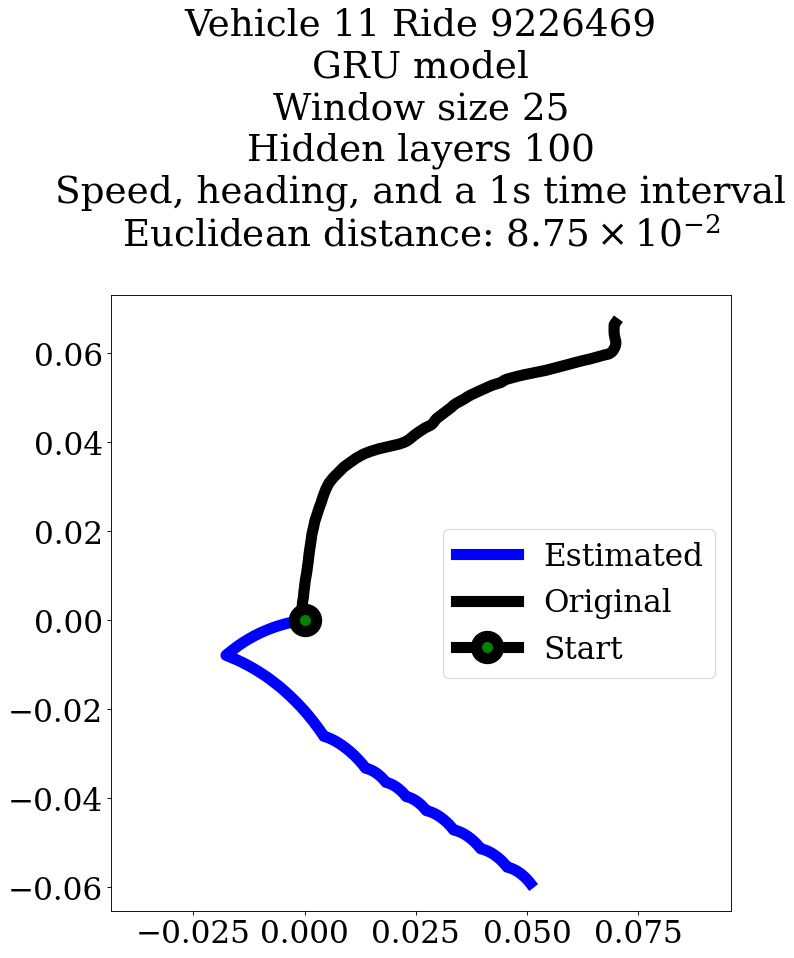 Vehicle 11 Ride 9226469
GRU model
Window size 25
Hidden layers 100
Speed, heading, and a 1s time interval
Euclidean distance: 8.75 × 10⁻²
0.06
0.04
0.02
0.00
−0.02
−0.04
−0.06
Estimated
Original
Start
−0.025 0.000 0.025 0.050 0.075